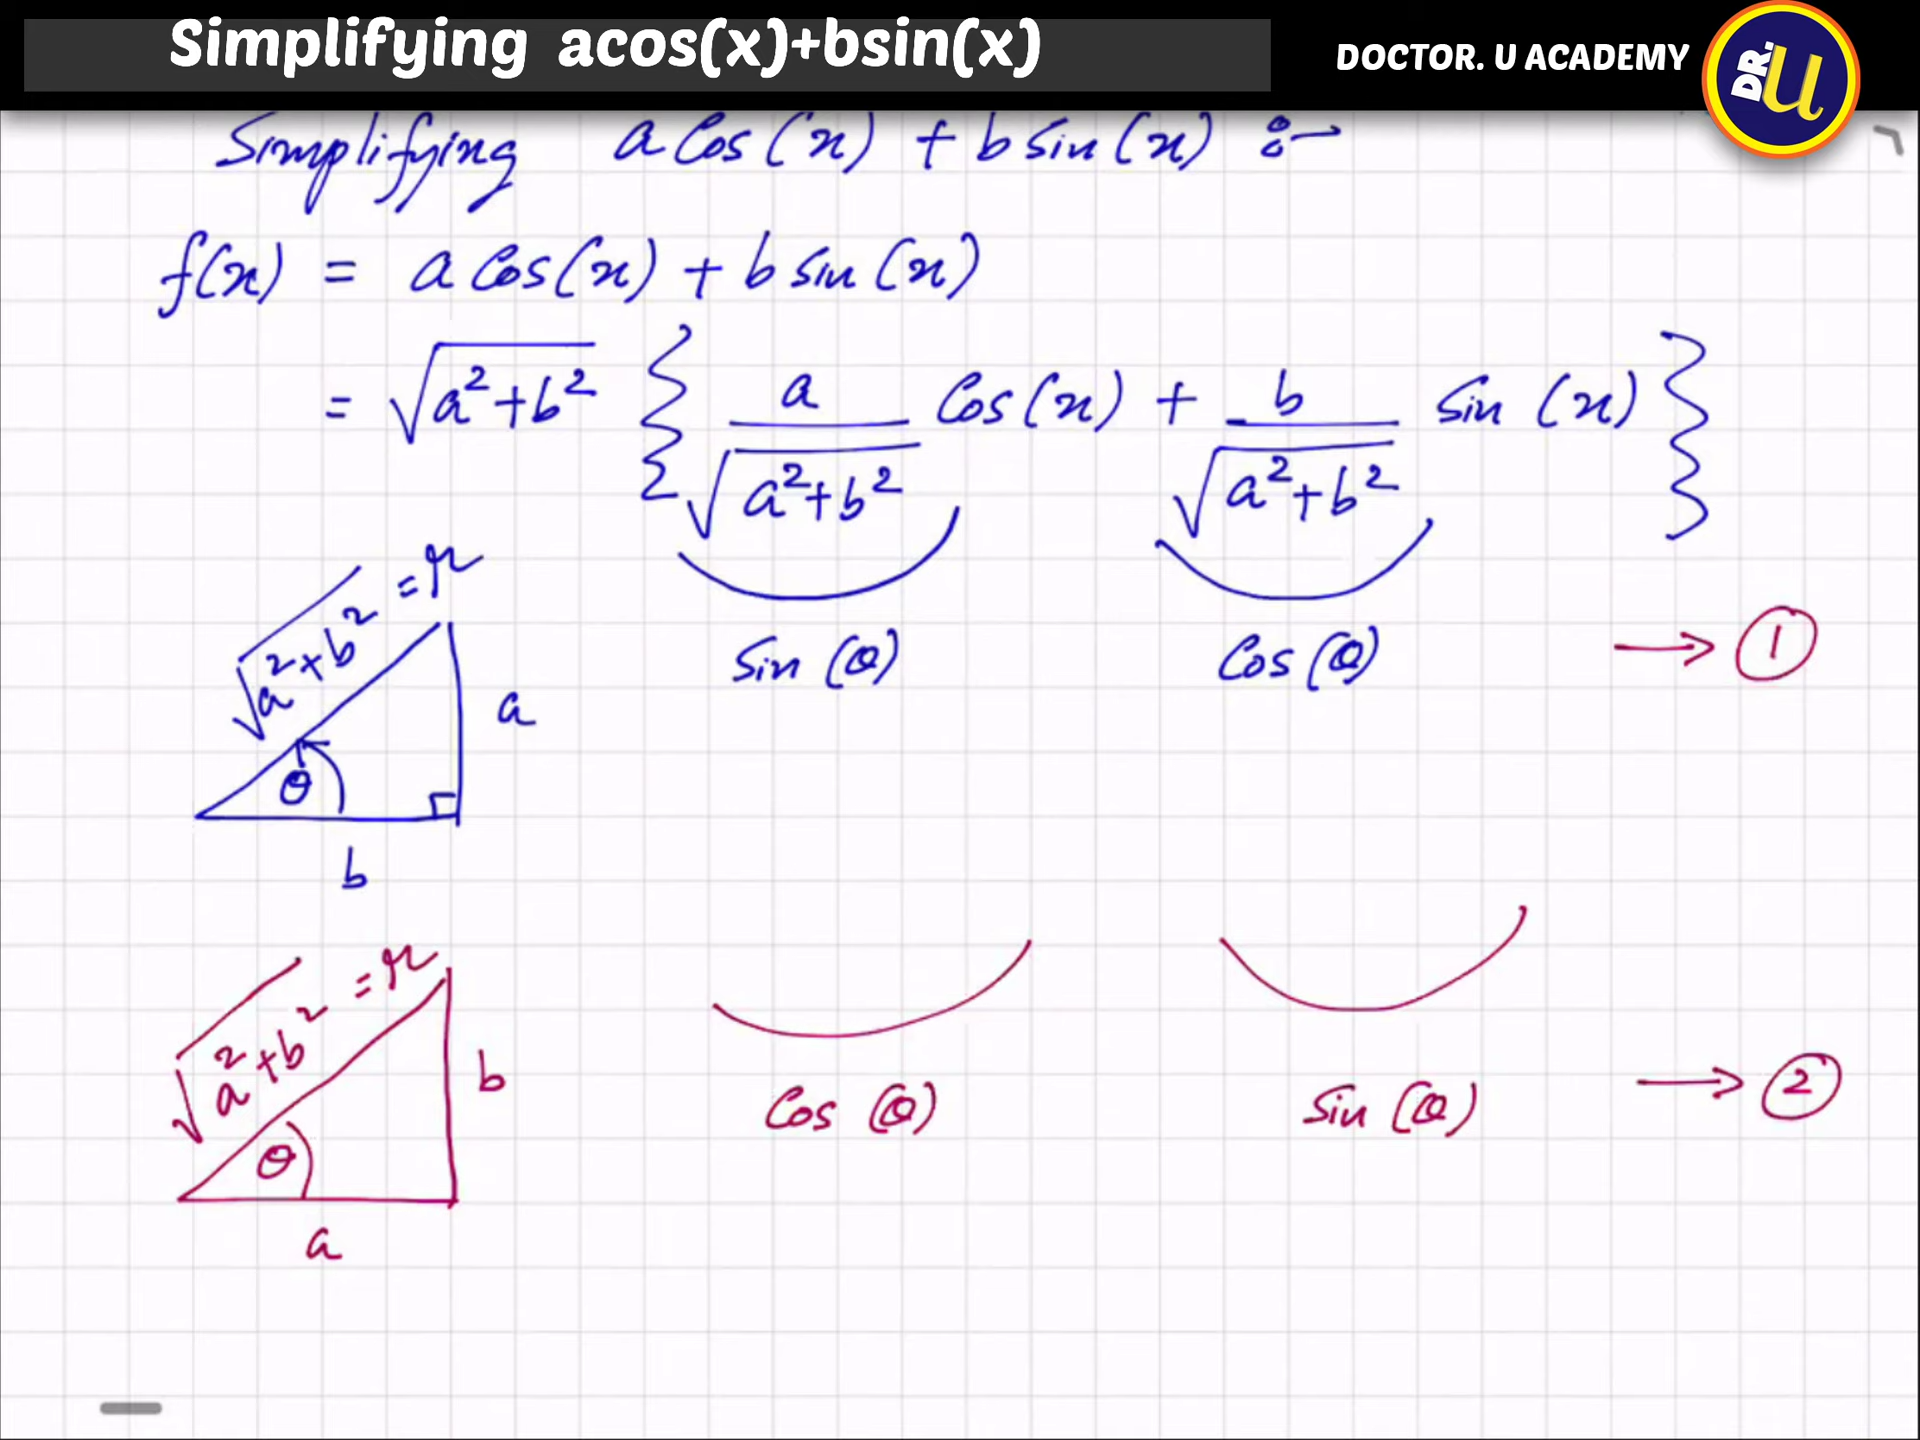 Simplifying acos(x)+bsin(x)
DOCTOR. U ACADEMY
DR. U
Simplifying a Cos(x) + b sin(x) :-
f(x) = a Cos(x) + b sin(x)
= √(a²+b²) { a/√(a²+b²) Cos(x) + b/√(a²+b²) Sin(x) }
√(a²+b²) = r
Sin(θ) Cos(θ) → 1
a
θ
b
√(a²+b²) = r
b
Cos(θ) Sin(θ) → 2
θ
a